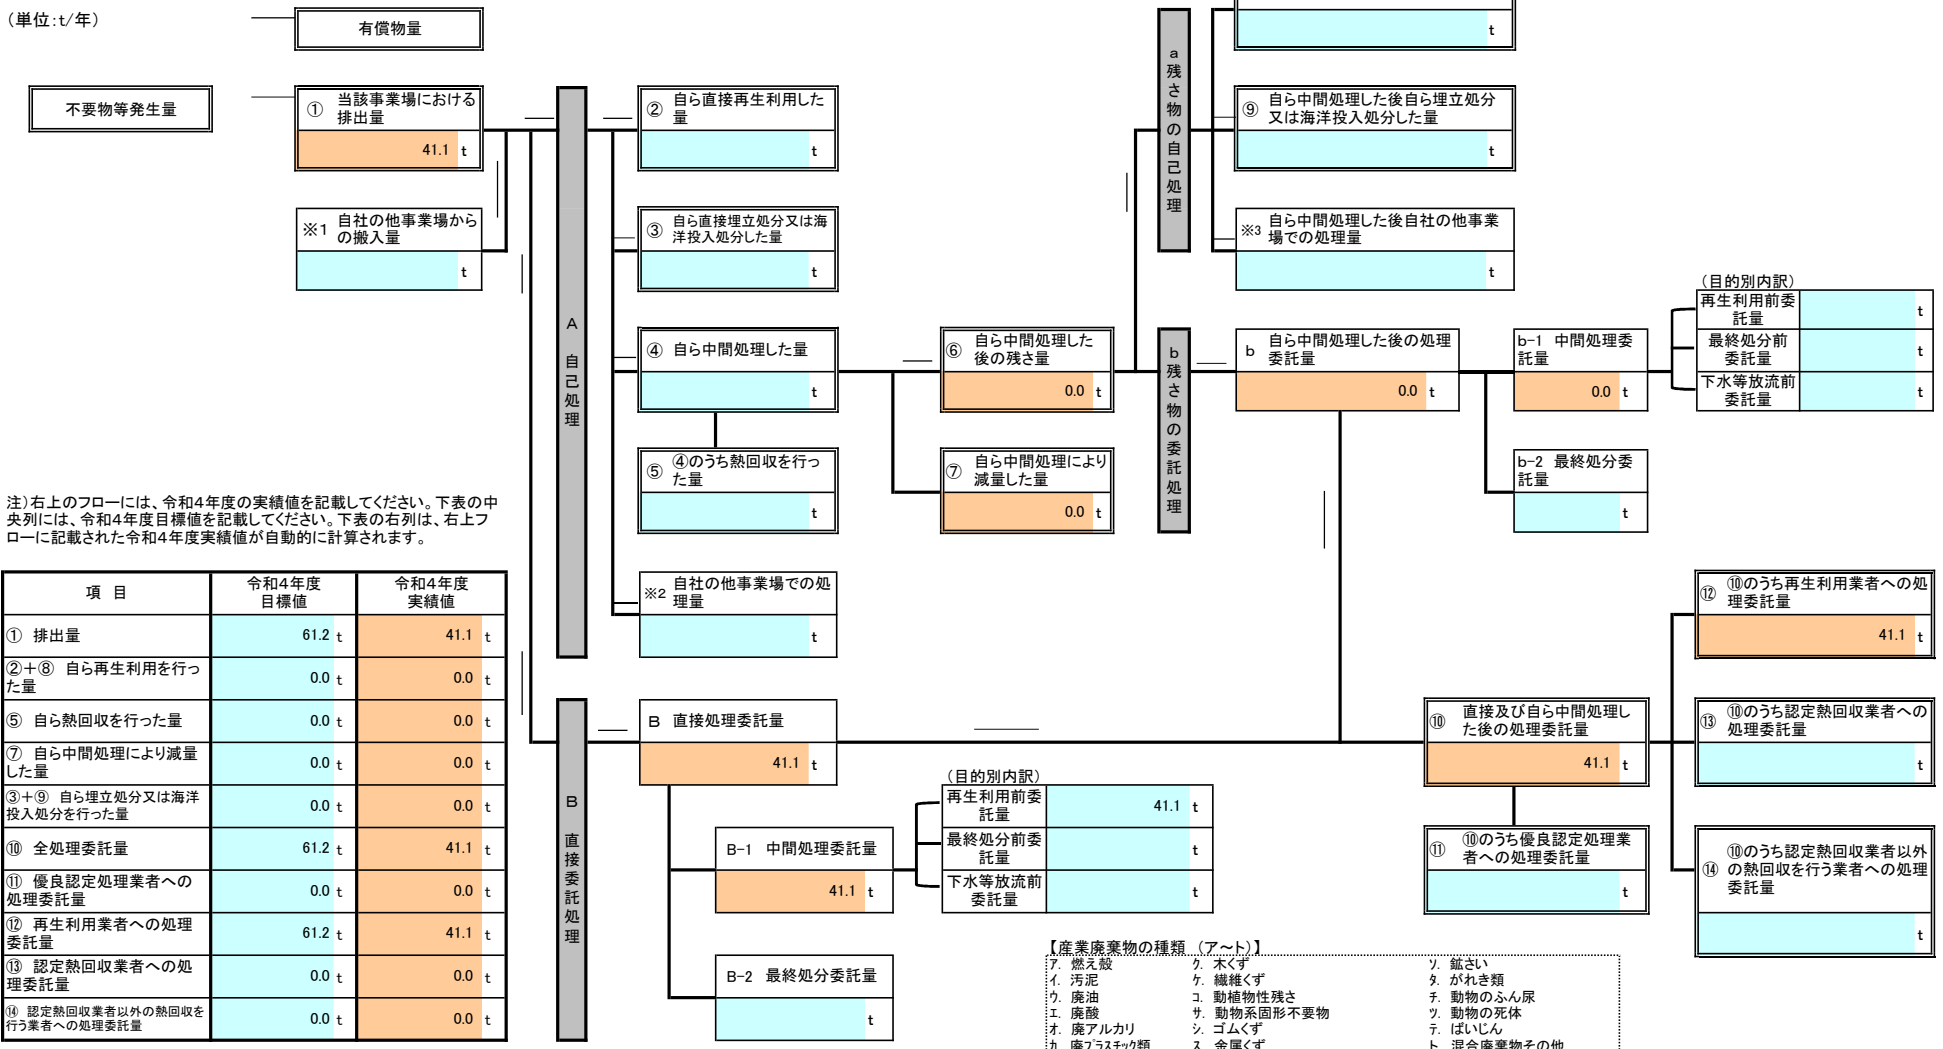 (単位:t/年)
有償物量
不要物等発生量
① 当該事業場における
排出量
41.1 t
※1 自社の他事業場から
の搬入量
t
A 自己処理
② 自ら直接再生利用した
量
t
③ 自ら直接埋立処分又は海
洋投入処分した量
t
④ 自ら中間処理した量
t
⑤ ④のうち熱回収を行っ
た量
t
※2 自社の他事業場での処
理量
t
⑥ 自ら中間処理した
後の残さ量
0.0 t
⑦ 自ら中間処理により
減量した量
0.0 t
a 残さ物の自己処理
t
⑨ 自ら中間処理した後自ら埋立処分
又は海洋投入処分した量
t
※3 自ら中間処理した後自社の他事業
場での処理量
t
b 残さ物の委託処理
b 自ら中間処理した後の処理
委託量
0.0 t
b-1 中間処理委
託量
0.0 t
b-2 最終処分委
託量
t
(目的別内訳)
再生利用前委
託量
t
最終処分前
委託量
t
下水等放流前
委託量
t
注)右上のフローには、令和4年度の実績値を記載してください。下表の中
央列には、令和4年度目標値を記載してください。下表の右列は、右上フ
ローに記載された令和4年度実績値が自動的に計算されます。
項 目
令和4年度
目標値
令和4年度
実績値
① 排出量 61.2 t 41.1 t
②+⑧ 自ら再生利用を行っ
た量
0.0 t 0.0 t
⑤ 自ら熱回収を行った量 0.0 t 0.0 t
⑦ 自ら中間処理により減量
した量
0.0 t 0.0 t
③+⑨ 自ら埋立処分又は海洋
投入処分を行った量
0.0 t 0.0 t
⑩ 全処理委託量 61.2 t 41.1 t
⑪ 優良認定処理業者への
処理委託量
0.0 t 0.0 t
⑫ 再生利用業者への処理
委託量
61.2 t 41.1 t
⑬ 認定熱回収業者への処
理委託量
0.0 t 0.0 t
⑭ 認定熱回収業者以外の熱回収を
行う業者への処理委託量
0.0 t 0.0 t
B 直接委託処理
B 直接処理委託量
41.1 t
B-1 中間処理委託量
41.1 t
B-2 最終処分委託量
t
(目的別内訳)
再生利用前委
託量
41.1 t
最終処分前委
託量
t
下水等放流前
委託量
t
⑩ 直接及び自ら中間処理し
た後の処理委託量
41.1 t
⑪ ⑩のうち優良認定処理業
者への処理委託量
t
⑫ ⑩のうち再生利用業者への処
理委託量
41.1 t
⑬ ⑩のうち認定熱回収業者への
処理委託量
t
⑭ ⑩のうち認定熱回収業者以外
の熱回収を行う業者への処理
委託量
t
【産業廃棄物の種類 (ア～ト)】
ア. 燃え殻 ク. 木くず ソ. 鉱さい
イ. 汚泥 ケ. 繊維くず タ. がれき類
ウ. 廃油 コ. 動植物性残さ チ. 動物のふん尿
エ. 廃酸 サ. 動物系固形不要物 ツ. 動物の死体
オ. 廃アルカリ シ. ゴムくず テ. ばいじん
カ. 廃プラスチック類 ス. 金属くず ト. 混合廃棄物その他